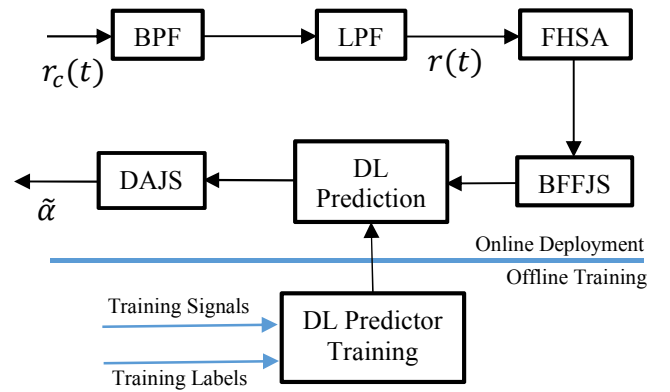 BPF
LPF
FHSA
r_c(t)
r(t)
DAJS
DL
Prediction
BFFJS
α̃
Online Deployment
Offline Training
Training Signals
DL Predictor
Training
Training Labels